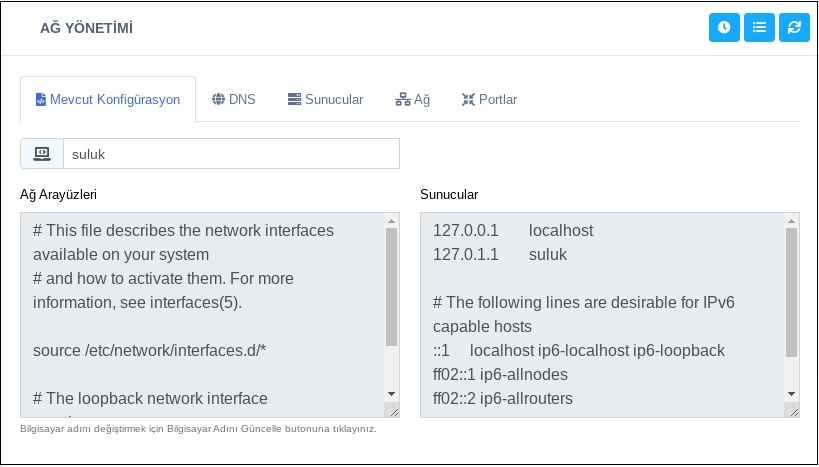 AĞ YÖNETİMİ
Mevcut Konfigürasyon
DNS
Sunucular
Ağ
Portlar
suluk
Ağ Arayüzleri
# This file describes the network interfaces
available on your system
# and how to activate them. For more
information, see interfaces(5).
source /etc/network/interfaces.d/*
# The loopback network interface
Sunucular
127.0.0.1 localhost
127.0.1.1 suluk
# The following lines are desirable for IPv6
capable hosts
::1 localhost ip6-localhost ip6-loopback
ff02::1 ip6-allnodes
ff02::2 ip6-allrouters
Bilgisayar adını değiştirmek için Bilgisayar Adını Güncelle butonuna tıklayınız.